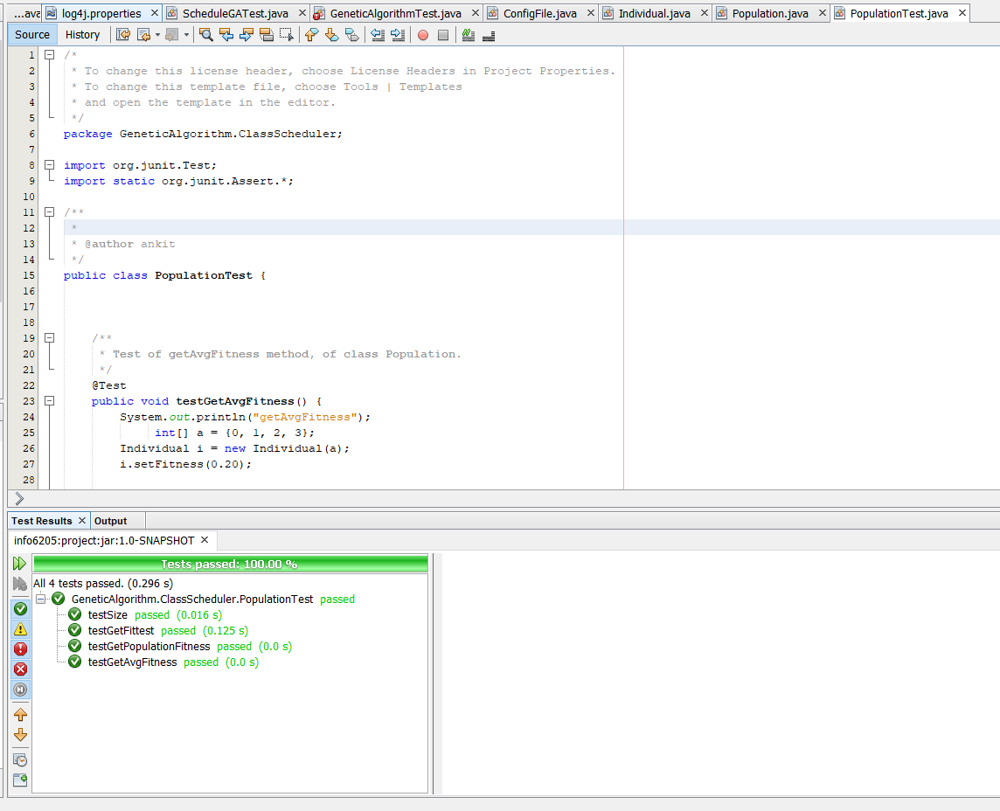 ...ava log4j.properties ScheduleGATest.java GeneticAlgorithmTest.java ConfigFile.java Individual.java Population.java PopulationTest.java
Source History
1 /*
2 * To change this license header, choose License Headers in Project Properties.
3 * To change this template file, choose Tools | Templates
4 * and open the template in the editor.
5 */
6 package GeneticAlgorithm.ClassScheduler;
7
8 import org.junit.Test;
9 import static org.junit.Assert.*;
10
11 /**
12 *
13 * @author ankit
14 */
15 public class PopulationTest {
16
17
18
19 /**
20 * Test of getAvgFitness method, of class Population.
21 */
22 @Test
23 public void testGetAvgFitness() {
24 System.out.println("getAvgFitness");
25 int[] a = {0, 1, 2, 3};
26 Individual i = new Individual(a);
27 i.setFitness(0.20);
28
Test Results Output
info6205:project:jar:1.0-SNAPSHOT
Tests passed: 100.00 %
All 4 tests passed. (0.296 s)
GeneticAlgorithm.ClassScheduler.PopulationTest passed
testSize passed (0.016 s)
testGetFittest passed (0.125 s)
testGetPopulationFitness passed (0.0 s)
testGetAvgFitness passed (0.0 s)